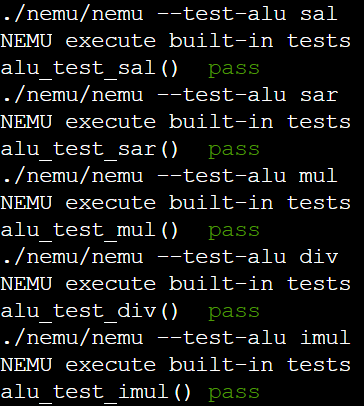 ./nemu/nemu --test-alu sal
NEMU execute built-in tests
alu_test_sal()  pass
./nemu/nemu --test-alu sar
NEMU execute built-in tests
alu_test_sar()  pass
./nemu/nemu --test-alu mul
NEMU execute built-in tests
alu_test_mul()  pass
./nemu/nemu --test-alu div
NEMU execute built-in tests
alu_test_div()  pass
./nemu/nemu --test-alu imul
NEMU execute built-in tests
alu_test_imul() pass